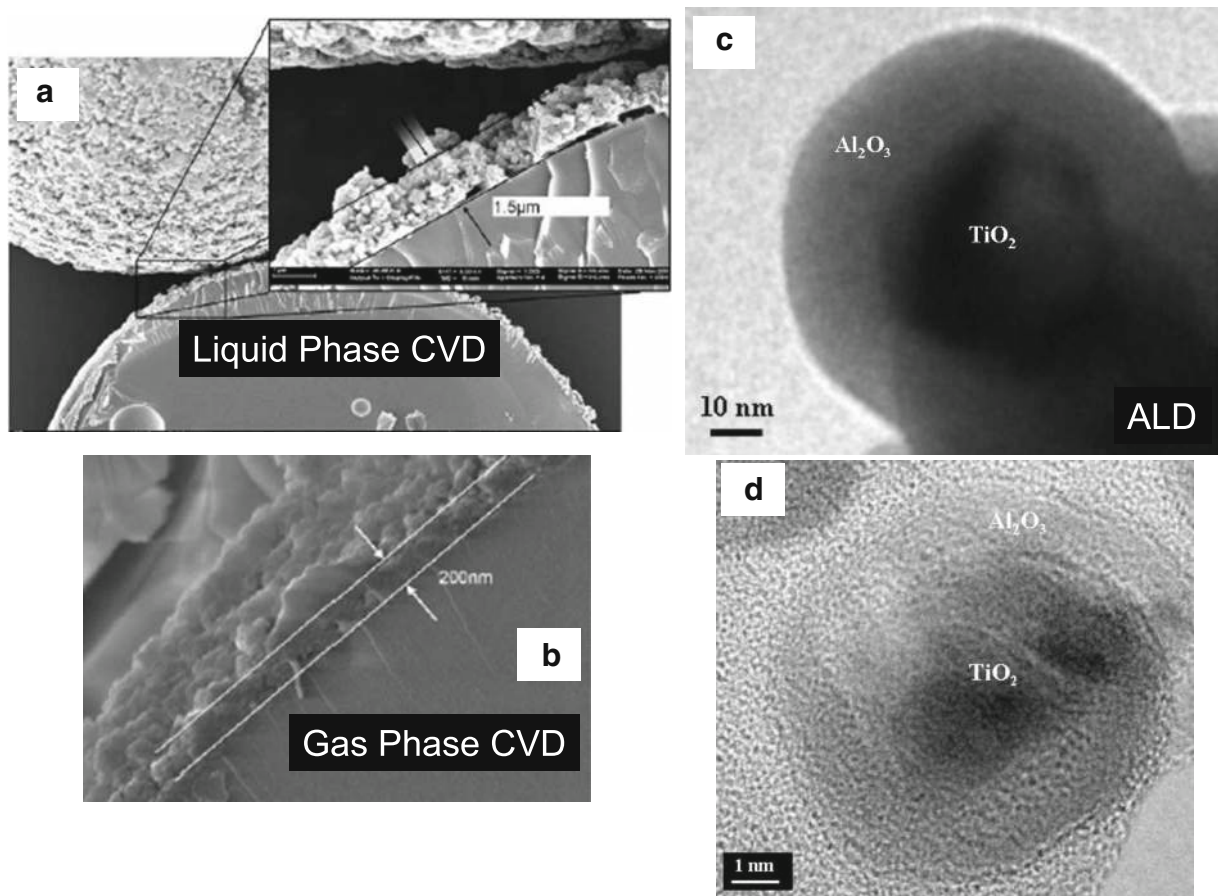 a
1.5µm
Liquid Phase CVD
b
200nm
Gas Phase CVD
c
Al₂O₃
TiO₂
10 nm
ALD
d
Al₂O₃
TiO₂
1 nm